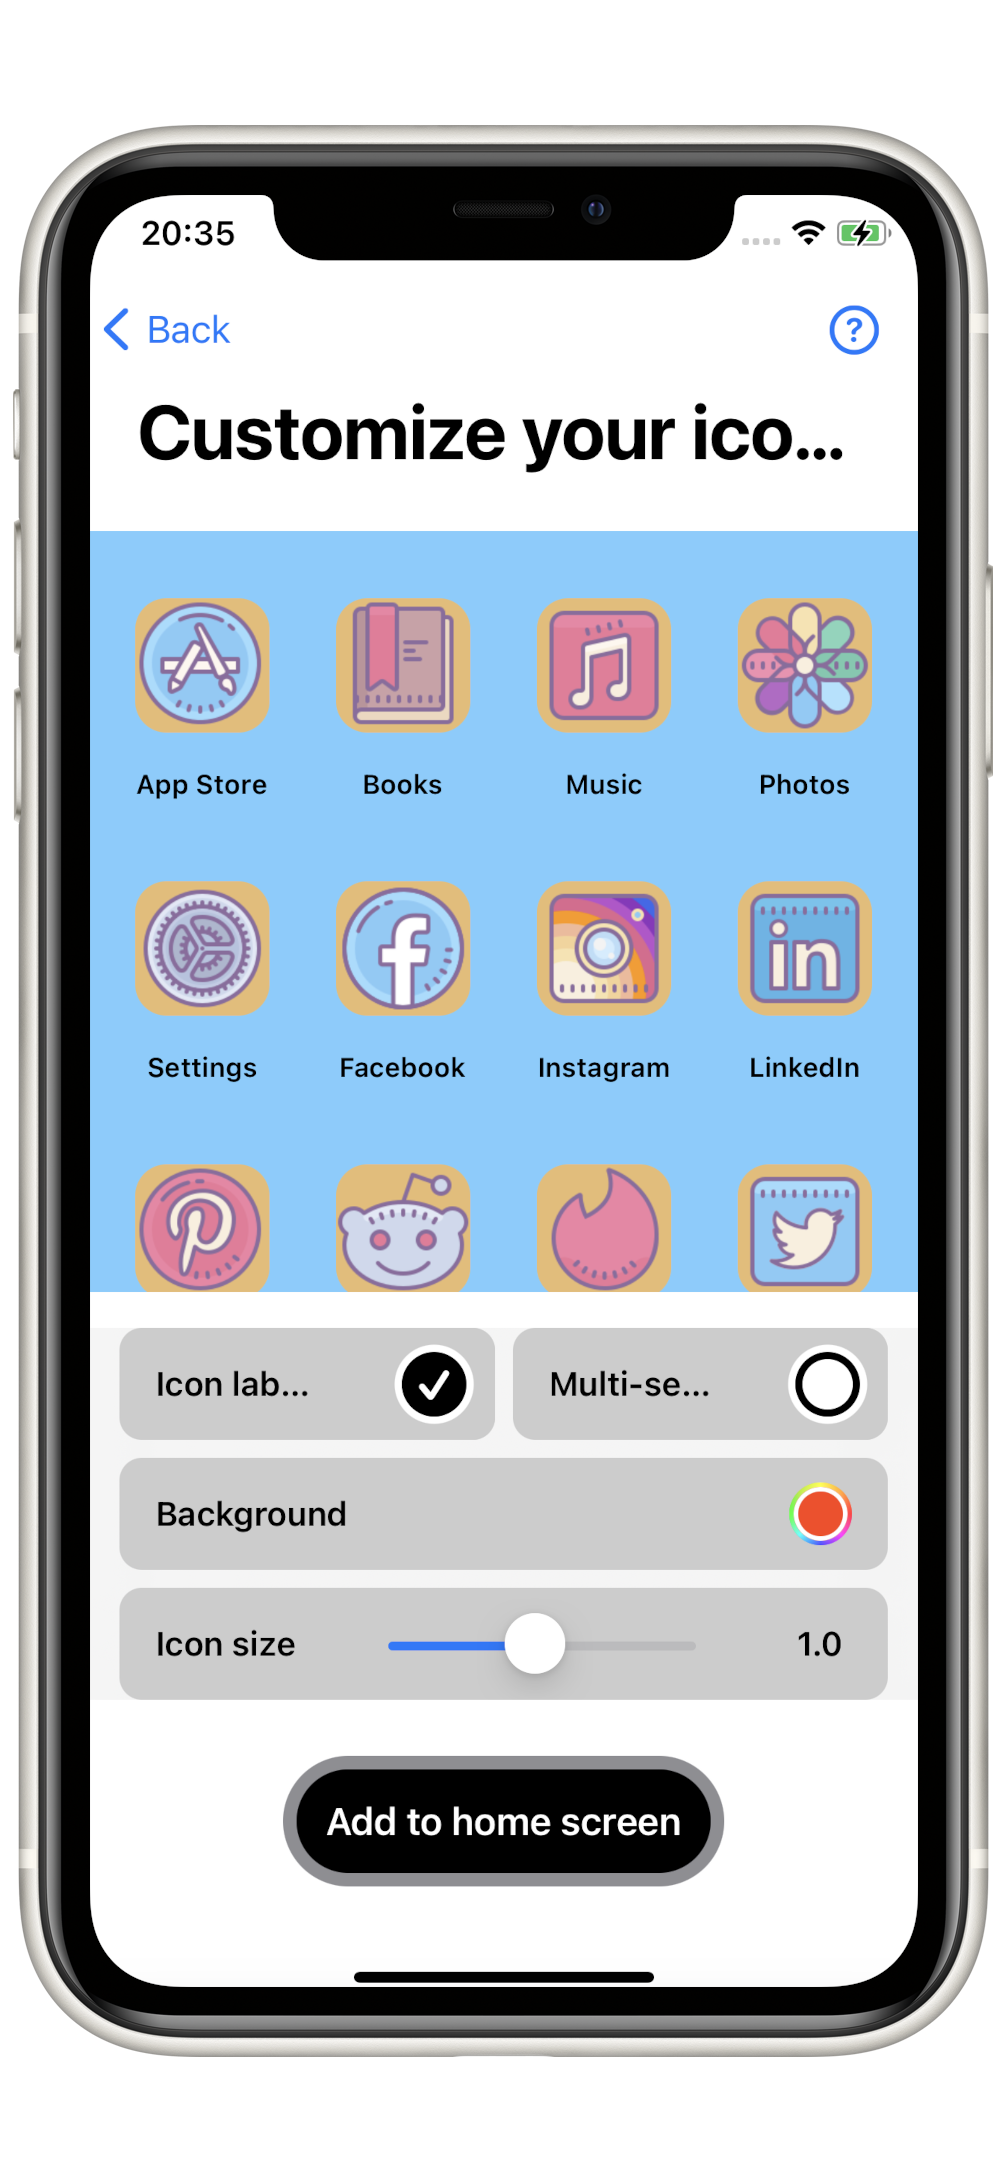 20:35
Back
?
Customize your ico...
App Store Books Music Photos
f in
Settings Facebook Instagram LinkedIn
Icon lab... Multi-se...
Background
Icon size 1.0
Add to home screen